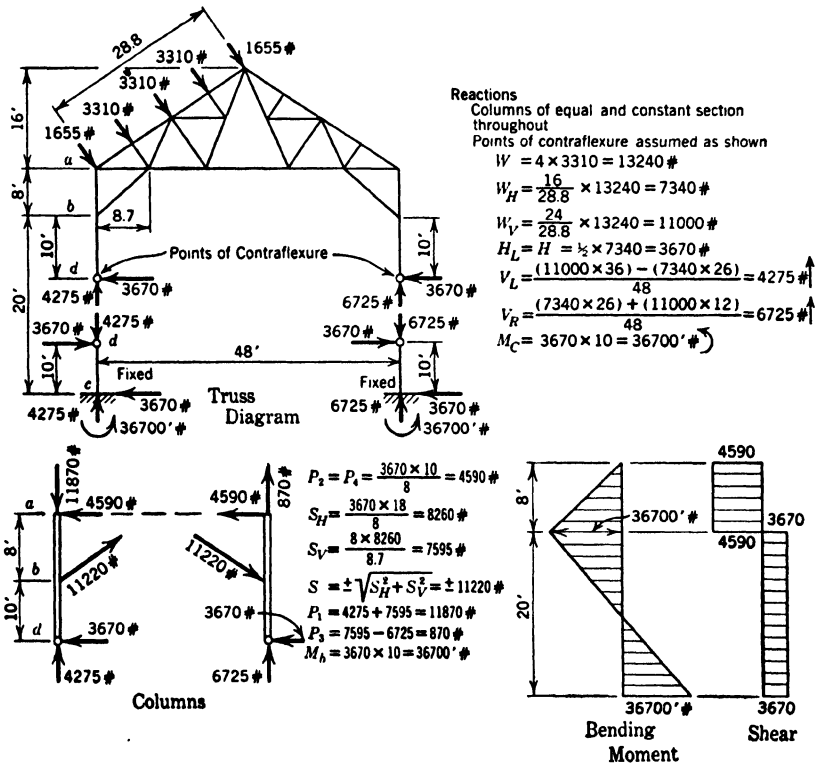 28.8
1655#
3310#
3310#
3310#
1655#
16'
a
8'
b
8.7
10'
10'
Points of Contraflexure
d
3670#
3670#
4275#
6725#
20'
4275#
6725#
3670#
d
3670#
48'
10'
10'
c
Fixed
Fixed
3670#
3670#
4275#
6725#
36700'#
36700'#
Truss
Diagram
Reactions
Columns of equal and constant section
throughout
Points of contraflexure assumed as shown
W = 4 × 3310 = 13240#
W_H = 16/28.8 × 13240 = 7340#
W_V = 24/28.8 × 13240 = 11000#
H_L = H = ½ × 7340 = 3670#
V_L = (11000 × 36) − (7340 × 26)/48 = 4275#↑
V_R = (7340 × 26) + (11000 × 12)/48 = 6725#↑
M_C = 3670 × 10 = 36700'#
11870#
870#
a
4590#
4590#
8'
b
11220#
11220#
10'
d
3670#
3670#
4275#
6725#
Columns
P₂ = P₄ = 3670 × 10/8 = 4590#
S_H = 3670 × 18/8 = 8260#
S_V = 8 × 8260/8.7 = 7595#
S = ± √S_H² + S_V² = ± 11220#
P₁ = 4275 + 7595 = 11870#
P₃ = 7595 − 6725 = 870#
M_b = 3670 × 10 = 36700'#
4590
8'
36700'#
4590
3670
20'
36700'#
3670
Bending
Moment
Shear